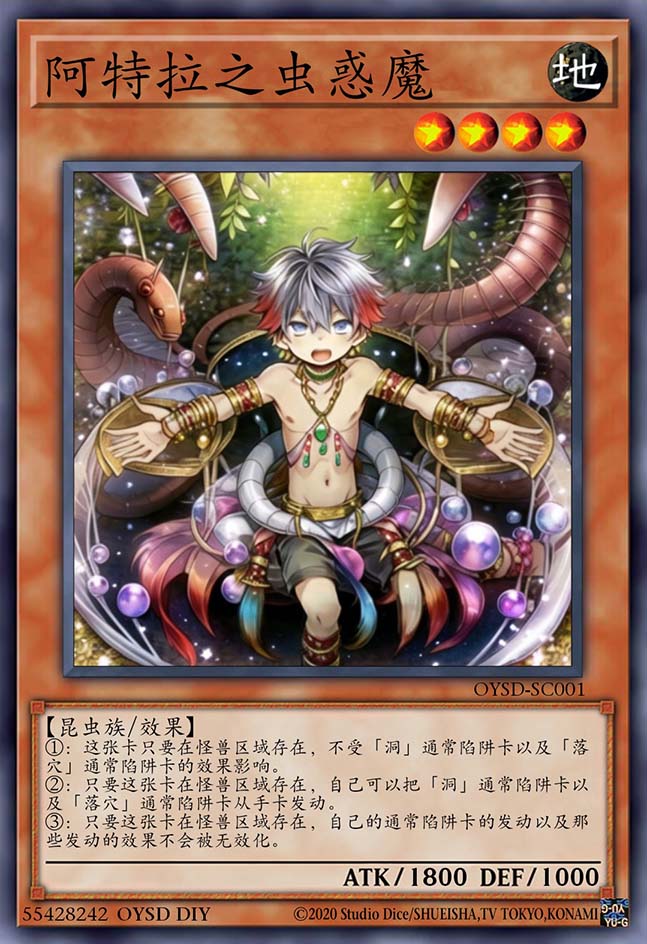 阿特拉之虫惑魔
地
OYSD-SC001
【昆虫族/效果】
①：这张卡只要在怪兽区域存在，不受「洞」通常陷阱卡以及「落
穴」通常陷阱卡的效果影响。
②：只要这张卡在怪兽区域存在，自己可以把「洞」通常陷阱卡以
及「落穴」通常陷阱卡从手卡发动。
③：只要这张卡在怪兽区域存在，自己的通常陷阱卡的发动以及那
些发动的效果不会被无效化。
ATK/1800 DEF/1000
55428242 OYSD DIY ©2020 Studio Dice/SHUEISHA,TV TOKYO,KONAMI
YU-G
YU-G